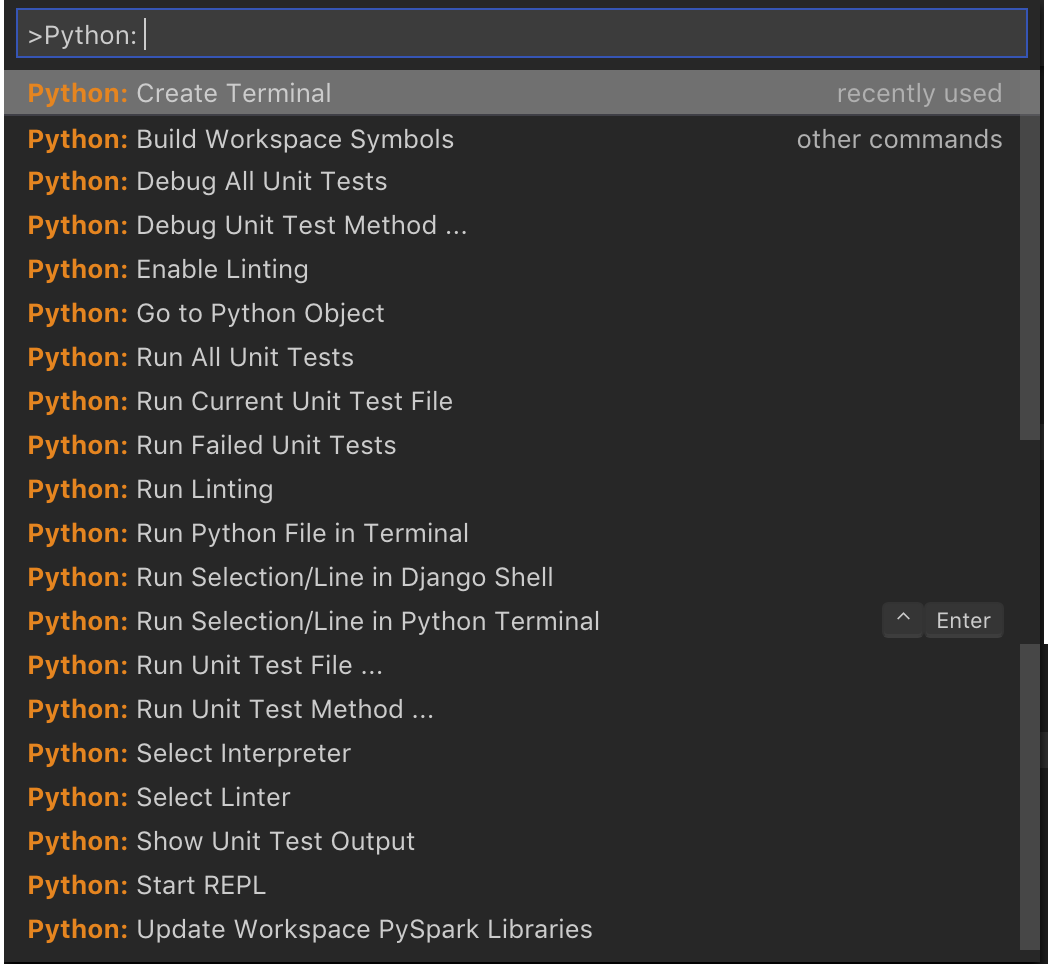 >Python:
Python: Create Terminal recently used
Python: Build Workspace Symbols other commands
Python: Debug All Unit Tests
Python: Debug Unit Test Method ...
Python: Enable Linting
Python: Go to Python Object
Python: Run All Unit Tests
Python: Run Current Unit Test File
Python: Run Failed Unit Tests
Python: Run Linting
Python: Run Python File in Terminal
Python: Run Selection/Line in Django Shell
Python: Run Selection/Line in Python Terminal ^ Enter
Python: Run Unit Test File ...
Python: Run Unit Test Method ...
Python: Select Interpreter
Python: Select Linter
Python: Show Unit Test Output
Python: Start REPL
Python: Update Workspace PySpark Libraries